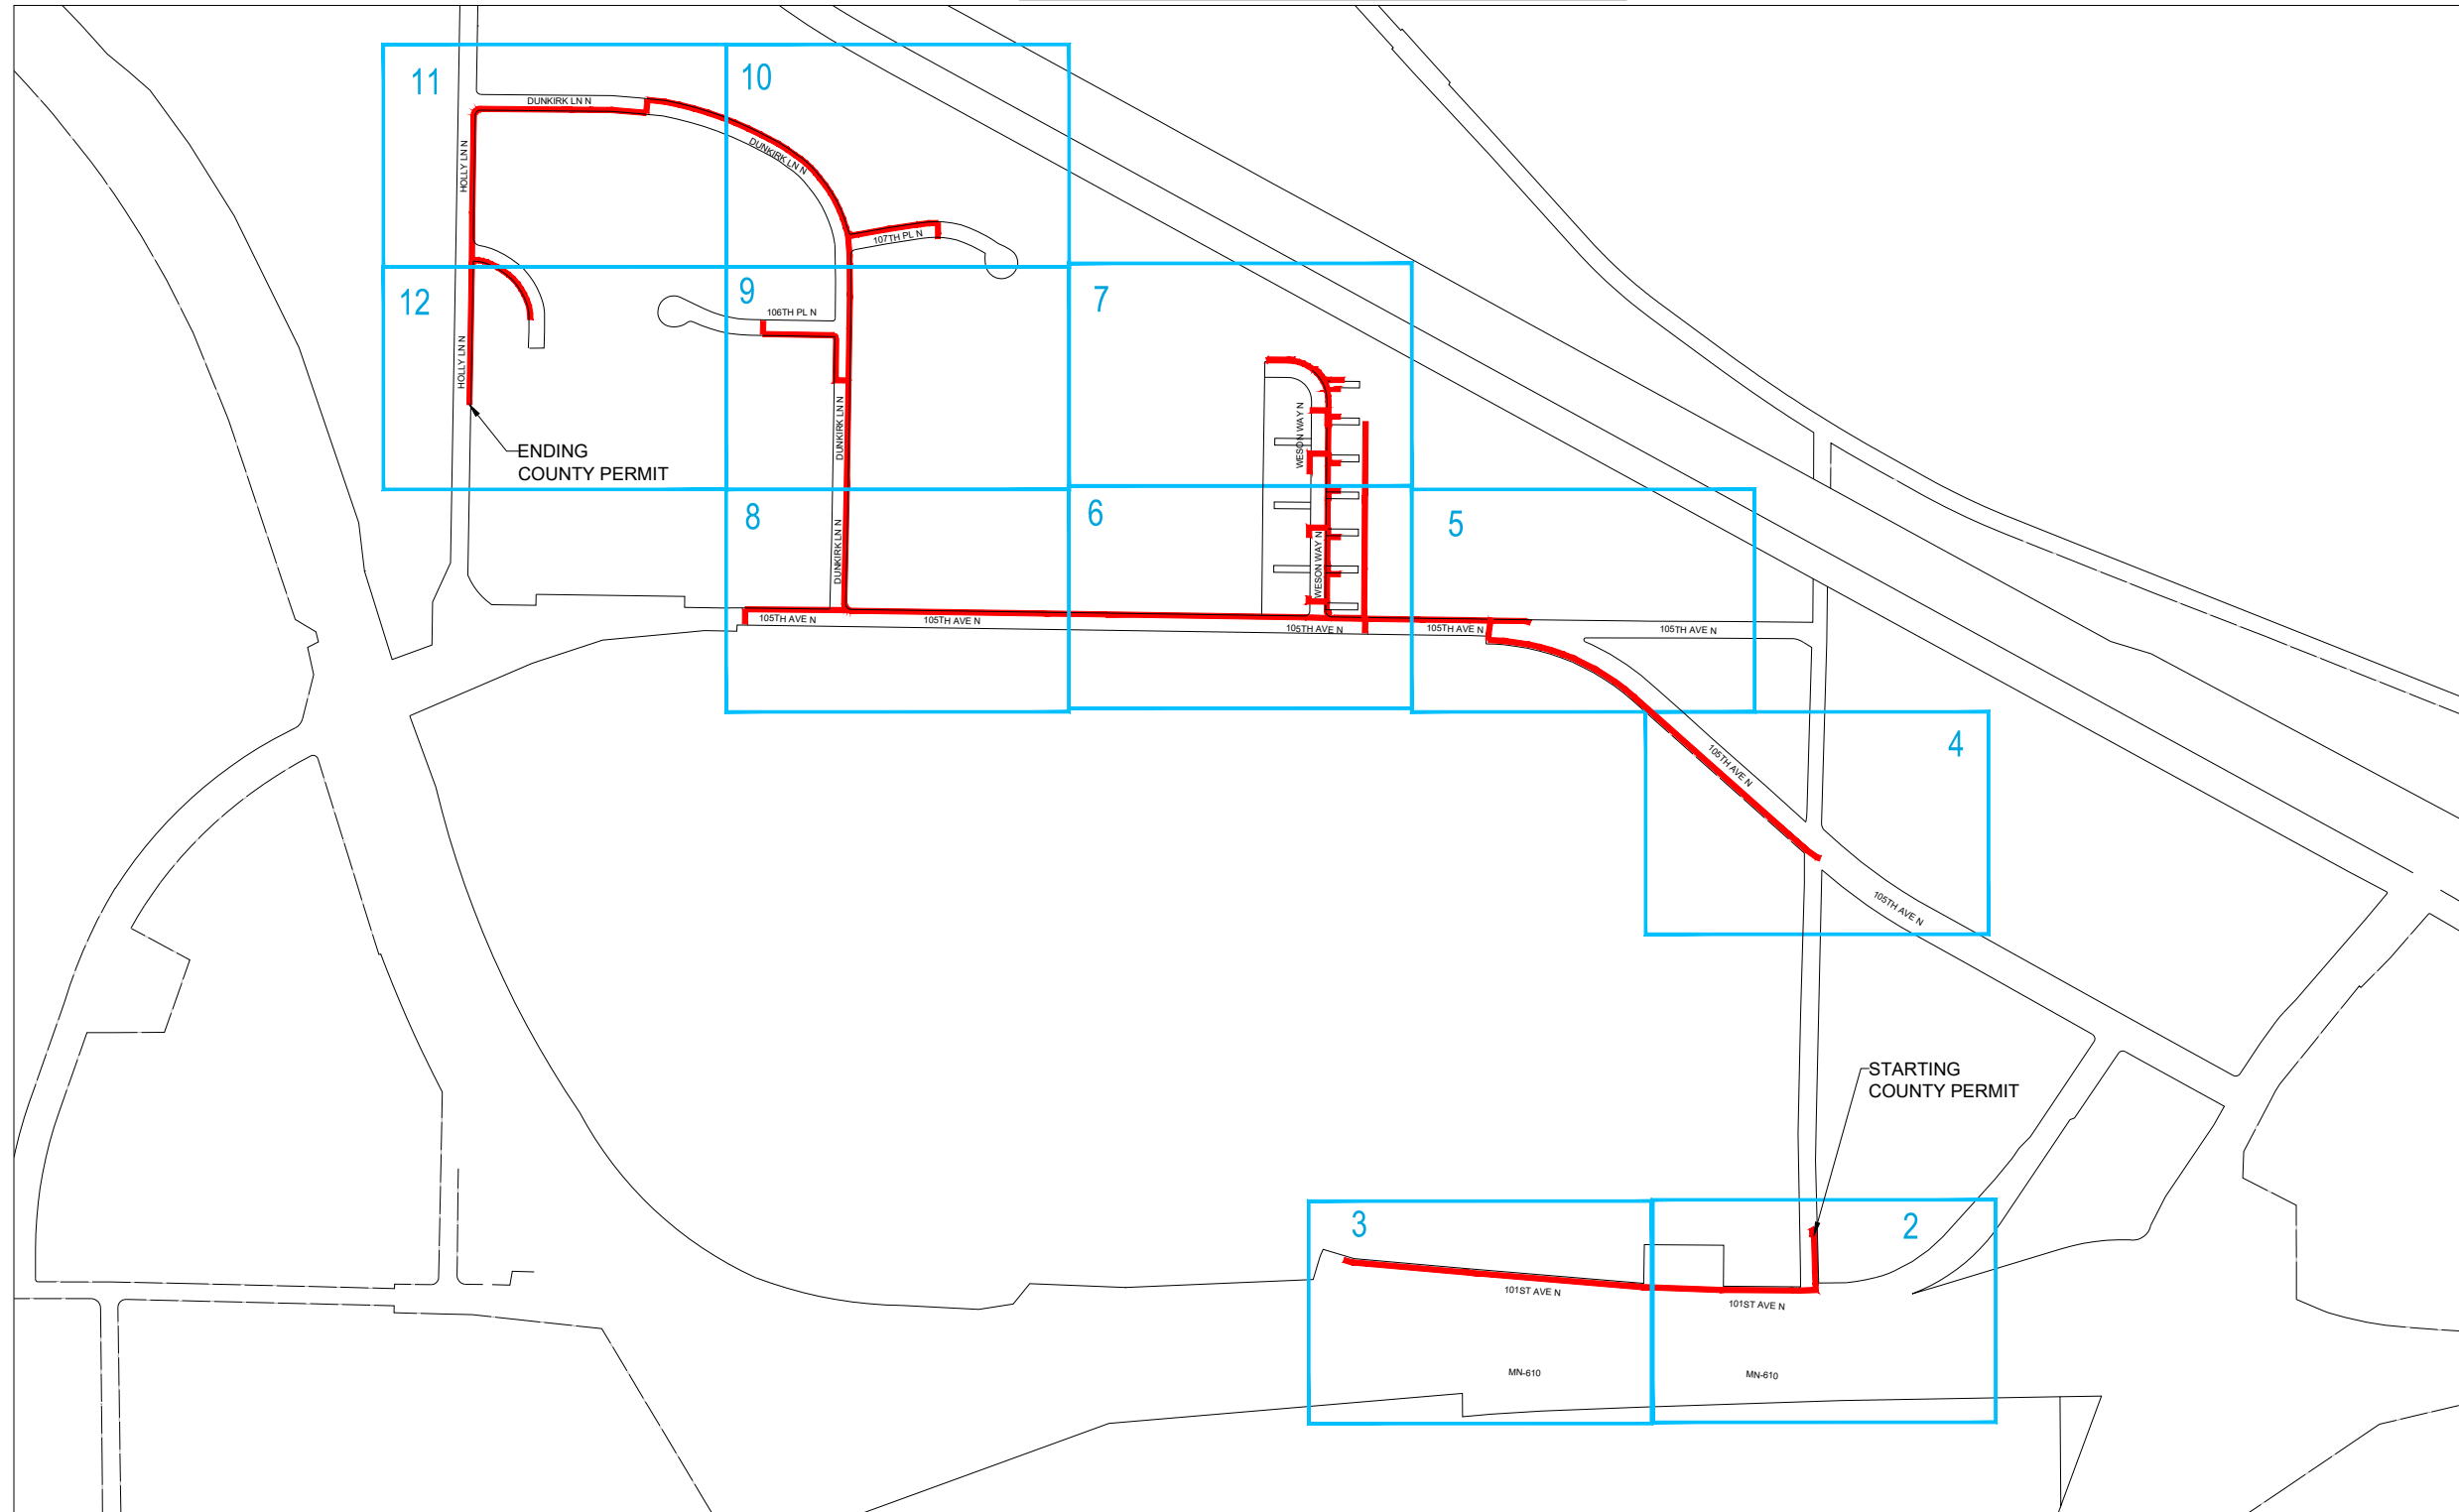 11
10
DUNKIRK LN N
DUNKIRK LN N
HOLLY LN N
107TH PL N
12
9
7
106TH PL N
HOLLY LN N
DUNKIRK LN N
WESON WAY N
ENDING
COUNTY PERMIT
8
6
5
DUNKIRK LN N
WESON WAY N
105TH AVE N
105TH AVE N
105TH AVE N
105TH AVE N
105TH AVE N
4
105TH AVE N
105TH AVE N
STARTING
COUNTY PERMIT
3
2
101ST AVE N
101ST AVE N
MN-610
MN-610